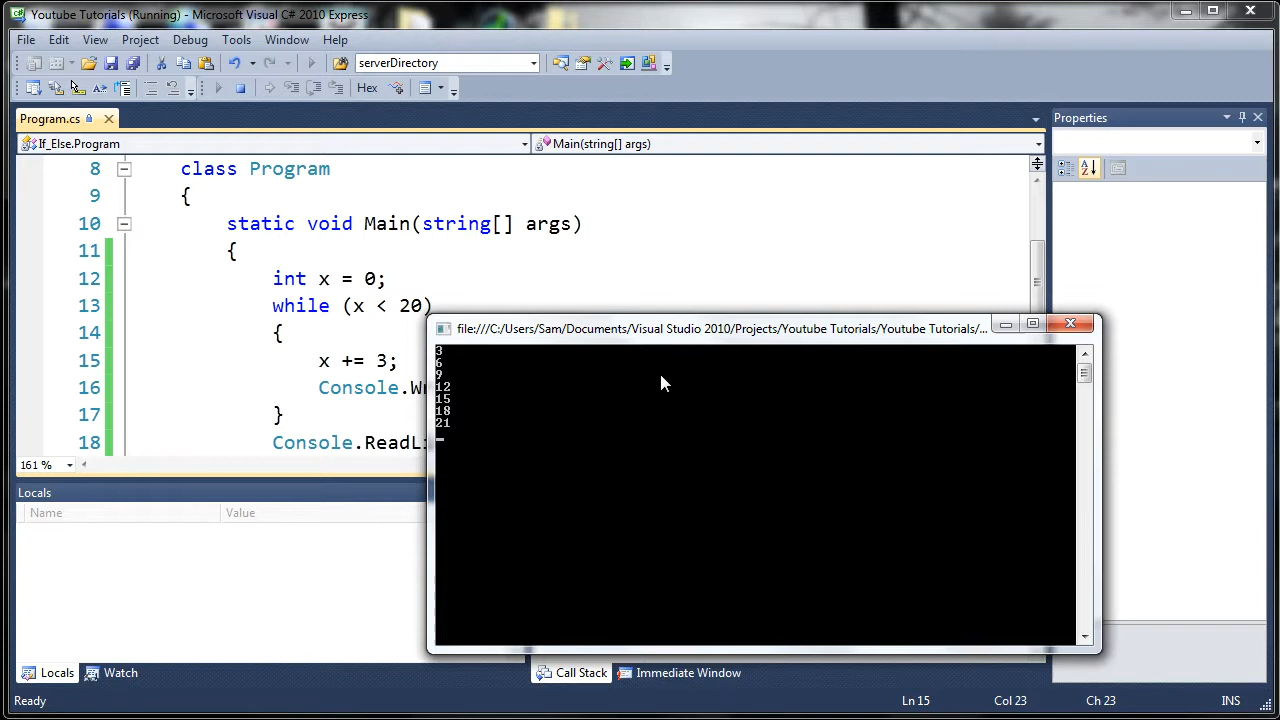 Youtube Tutorials (Running) - Microsoft Visual C# 2010 Express
File Edit View Project Debug Tools Window Help
serverDirectory
Hex
Program.cs
If_Else.Program
Main(string[] args)
Properties
8 class Program
9 {
10 static void Main(string[] args)
11 {
12 int x = 0;
13 while (x < 20)
14 {
15 x += 3;
16 Console.Wr
17 }
18 Console.ReadLi
161 %
file:///C:/Users/Sam/Documents/Visual Studio 2010/Projects/Youtube Tutorials/Youtube Tutorials/...
3
6
9
12
15
18
21
Locals
Name Value
Locals Watch
Call Stack Immediate Window
Ready Ln 15 Col 23 Ch 23 INS